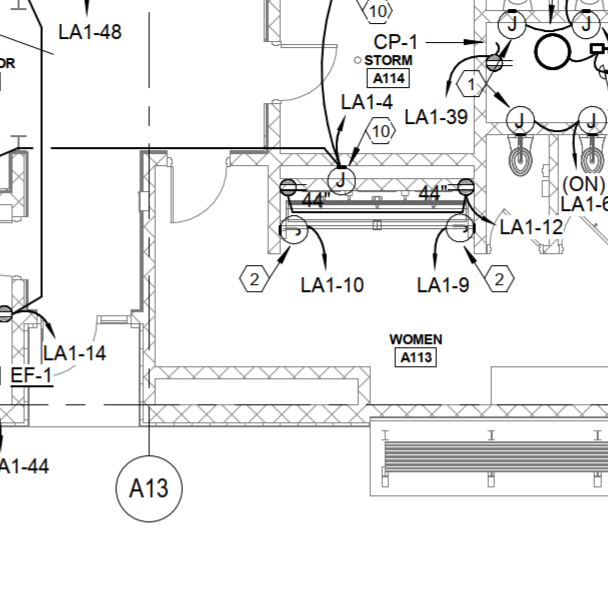 LA1-48
OR
10
CP-1
STORM
A114
J
J
1
LA1-4
LA1-39
10
J
J
J
44"
44"
(ON)
LA1-6
LA1-12
2
LA1-10
LA1-9
2
LA1-14
EF-1
WOMEN
A113
A1-44
A13